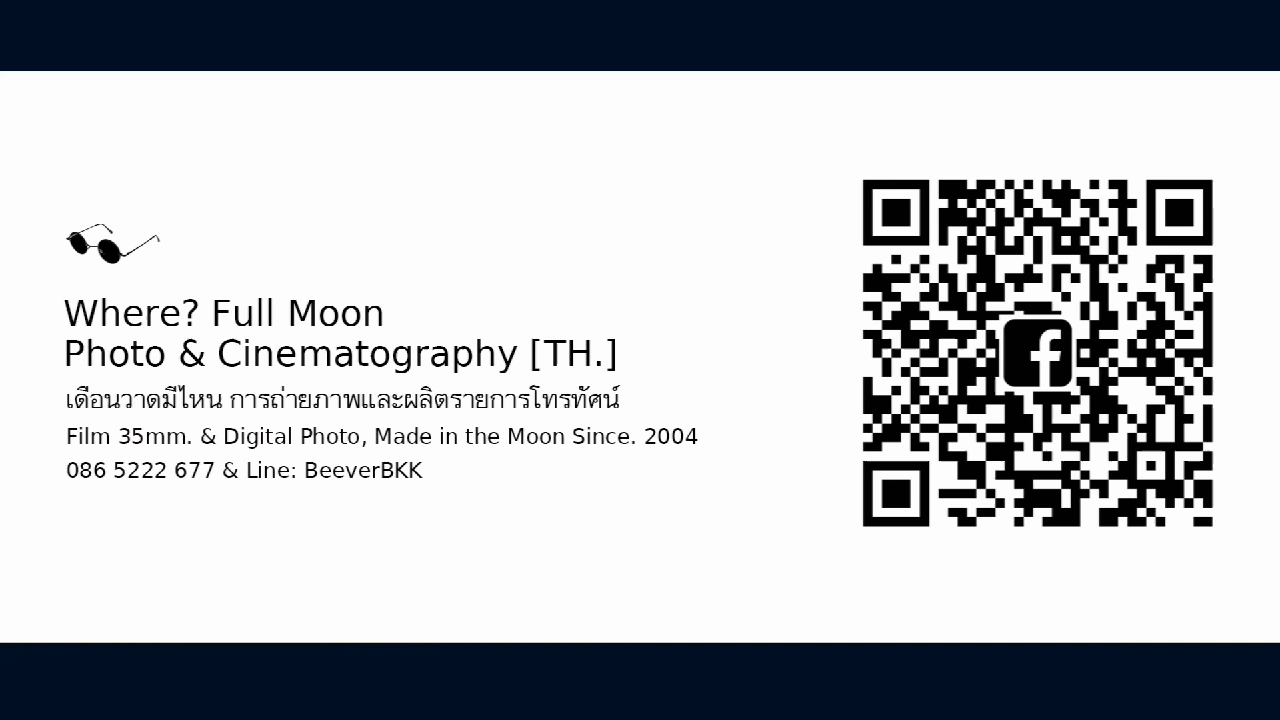 Where? Full Moon
Photo & Cinematography [TH.]
เดือนวาดมีไหน การถ่ายภาพและผลิตรายการโทรทัศน์
Film 35mm. & Digital Photo, Made in the Moon Since. 2004
086 5222 677 & Line: BeeverBKK